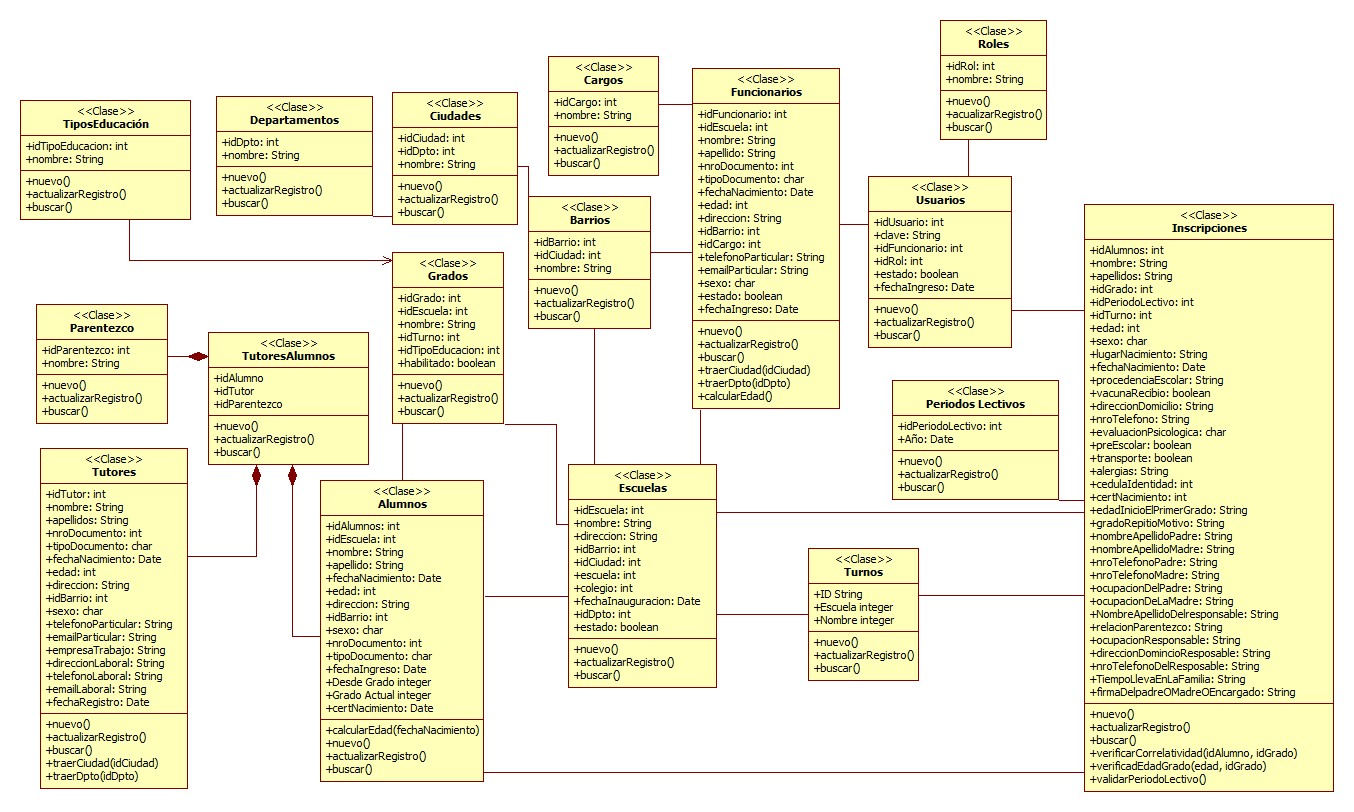 <<Clase>>
TiposEducación
+idTipoEducacion: int
+nombre: String
+nuevo()
+actualizarRegistro()
+buscar()
<<Clase>>
Departamentos
+idDpto: int
+nombre: String
+nuevo()
+actualizarRegistro()
+buscar()
<<Clase>>
Ciudades
+idCiudad: int
+idDpto: int
+nombre: String
+nuevo()
+actualizarRegistro()
+buscar()
<<Clase>>
Cargos
+idCargo: int
+nombre: String
+nuevo()
+actualizarRegistro()
+buscar()
<<Clase>>
Funcionarios
+idFuncionario: int
+idEscuela: int
+nombre: String
+apellido: String
+nroDocumento: int
+tipoDocumento: char
+fechaNacimiento: Date
+edad: int
+direccion: String
+idBarrio: int
+idCargo: int
+telefonoParticular: String
+emailParticular: String
+sexo: char
+estado: boolean
+fechaIngreso: Date
+nuevo()
+actualizarRegistro()
+buscar()
+traerCiudad(idCiudad)
+traerDpto(idDpto)
+calcularEdad()
<<Clase>>
Roles
+idRol: int
+nombre: String
+nuevo()
+acualizarRegistro()
+buscar()
<<Clase>>
Barrios
+idBarrio: int
+idCiudad: int
+nombre: String
+nuevo()
+actualizarRegistro()
+buscar()
<<Clase>>
Usuarios
+idUsuario: int
+clave: String
+idFuncionario: int
+idRol: int
+estado: boolean
+fechaIngreso: Date
+nuevo()
+actualizarRegistro()
+buscar()
<<Clase>>
Inscripciones
+idAlumnos: int
+nombre: String
+apellidos: String
+idGrado: int
+idPeriodoLectivo: int
+idTurno: int
+edad: int
+sexo: char
+lugarNacimiento: String
+fechaNacimiento: Date
+procedenciaEscolar: String
+vacunaRecibio: boolean
+direccionDomicilio: String
+nroTelefono: String
+evaluacionPsicologica: char
+preEscolar: boolean
+transporte: boolean
+alergias: String
+cedulaIdentidad: int
+certNacimiento: int
+edadInicioElPrimerGrado: String
+gradoRepitioMotivo: String
+nombreApellidoPadre: String
+nombreApellidoMadre: String
+nroTelefonoPadre: String
+nroTelefonoMadre: String
+ocupacionDelPadre: String
+ocupacionDeLaMadre: String
+NombreApellidoDelresponsable: String
+relacionParentezco: String
+ocupacionResponsable: String
+direccionDomincioResposable: String
+nroTelefonoDelResposable: String
+TiempoLlevaEnLaFamilia: String
+firmaDelpadreOMadreOEncargado: String
+nuevo()
+actualizarRegistro()
+buscar()
+verificarCorrelatividad(idAlumno, idGrado)
+verificadEdadGrado(edad, idGrado)
+validarPeriodoLectivo()
<<Clase>>
Grados
+idGrado: int
+idEscuela: int
+nombre: String
+idTurno: int
+idTipoEducacion: int
+habilitado: boolean
+nuevo()
+actualizarRegistro()
+buscar()
<<Clase>>
Parentezco
+idParentezco: int
+nombre: String
+nuevo()
+actualizarRegistro()
+buscar()
<<Clase>>
TutoresAlumnos
+idAlumno
+idTutor
+idParentezco
+nuevo()
+actualizarRegistro()
+buscar()
<<Clase>>
Periodos Lectivos
+idPeriodoLectivo: int
+Año: Date
+nuevo()
+actualizarRegistro()
+buscar()
<<Clase>>
Tutores
+idTutor: int
+nombre: String
+apellidos: String
+nroDocumento: int
+tipoDocumento: char
+fechaNacimiento: Date
+edad: int
+direccion: String
+idBarrio: int
+sexo: char
+telefonoParticular: String
+emailParticular: String
+empresaTrabajo: String
+direccionLaboral: String
+telefonoLaboral: String
+emailLaboral: String
+fechaRegistro: Date
+nuevo()
+actualizarRegistro()
+buscar()
+traerCiudad(idCiudad)
+traerDpto(idDpto)
<<Clase>>
Alumnos
+idAlumnos: int
+idEscuela: int
+nombre: String
+apellido: String
+fechaNacimiento: Date
+edad: int
+direccion: String
+idBarrio: int
+sexo: char
+nroDocumento: int
+tipoDocumento: char
+fechaIngreso: Date
+Desde Grado integer
+Grado Actual integer
+certNacimiento: Date
+calcularEdad(fechaNacimiento)
+nuevo()
+actualizarRegistro()
+buscar()
<<Clase>>
Escuelas
+idEscuela: int
+nombre: String
+direccion: String
+idBarrio: int
+idCiudad: int
+escuela: int
+colegio: int
+fechaInauguracion: Date
+idDpto: int
+estado: boolean
+nuevo()
+actualizarRegistro()
+buscar()
<<Clase>>
Turnos
+ID String
+Escuela integer
+Nombre integer
+nuevo()
+actualizarRegistro()
+buscar()